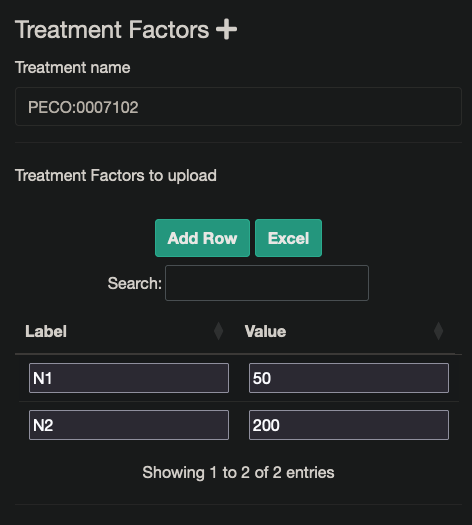 Treatment Factors
Treatment name
PECO:0007102
Treatment Factors to upload
Add Row Excel
Search:
Label Value
N1 50
N2 200
Showing 1 to 2 of 2 entries